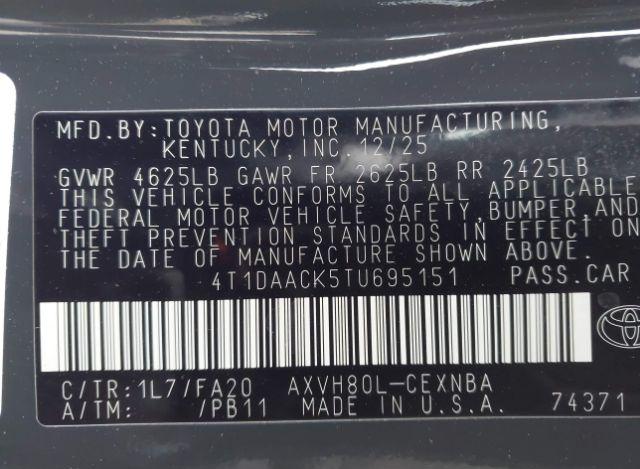 MFD.BY:TOYOTA MOTOR MANUFACTURING,
KENTUCKY,INC.12/25
GVWR 4625LB GAWR FR 2625LB RR 2425LB
THIS VEHICLE CONFORMS TO ALL APPLICABLE
FEDERAL MOTOR VEHICLE SAFETY,BUMPER,AND
THEFT PREVENTION STANDARDS IN EFFECT ON
THE DATE OF MANUFACTURE SHOWN ABOVE.
4T1DAACK5TU695151 PASS.CAR
C/TR:1L7/FA20 AXVH80L-CEXNBA
A/TM: /PB11 MADE IN U.S.A. 74371